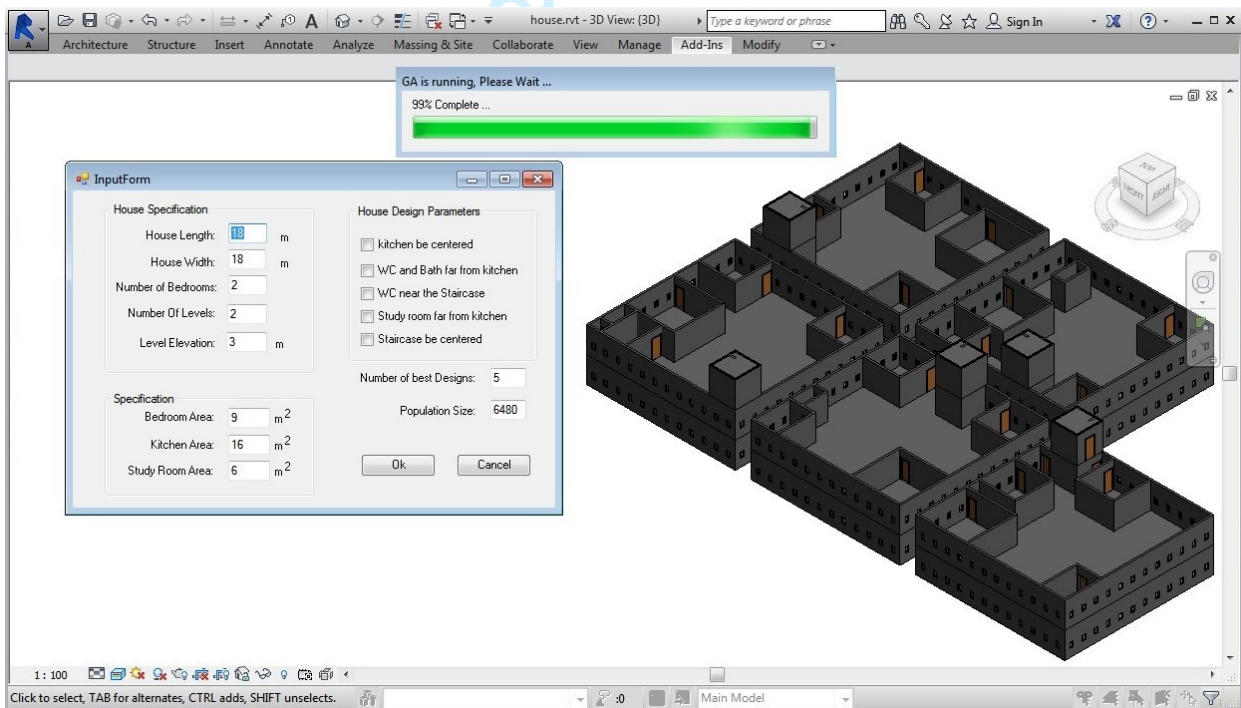 house.rvt - 3D View: {3D}
Type a keyword or phrase
Sign In
Architecture Structure Insert Annotate Analyze Massing & Site Collaborate View Manage Add-Ins Modify
GA is running, Please Wait ...
99% Complete ...
InputForm
House Specification
House Length: 18 m
House Width: 18 m
Number of Bedrooms: 2
Number Of Levels: 2
Level Elevation: 3 m
Specification
Bedroom Area: 9 m2
Kitchen Area: 16 m2
Study Room Area: 6 m2
House Design Parameters
kitchen be centered
WC and Bath far from kitchen
WC near the Staircase
Study room far from kitchen
Staircase be centered
Number of best Designs: 5
Population Size: 6480
Ok Cancel
TOP
FRONT RIGHT
1 : 100
Click to select, TAB for alternates, CTRL adds, SHIFT unselects.
:0
Main Model